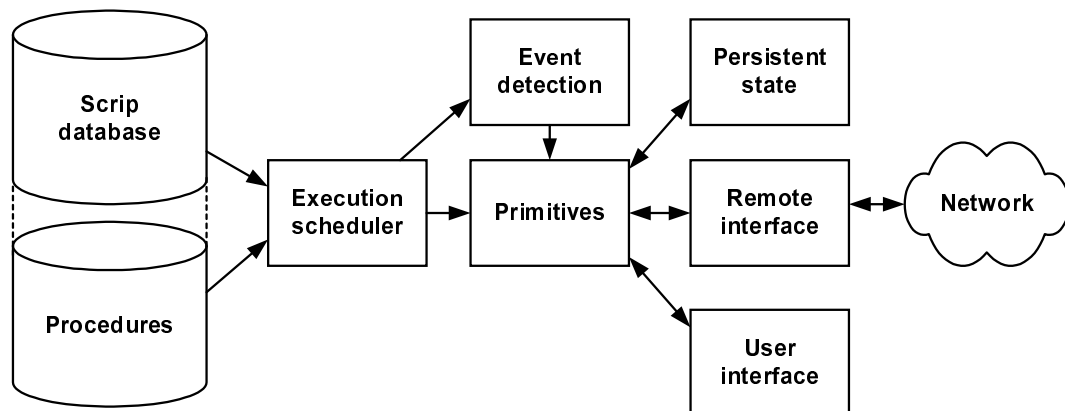 Scrip
database
Procedures
Execution
scheduler
Event
detection
Primitives
Persistent
state
Remote
interface
User
interface
Network